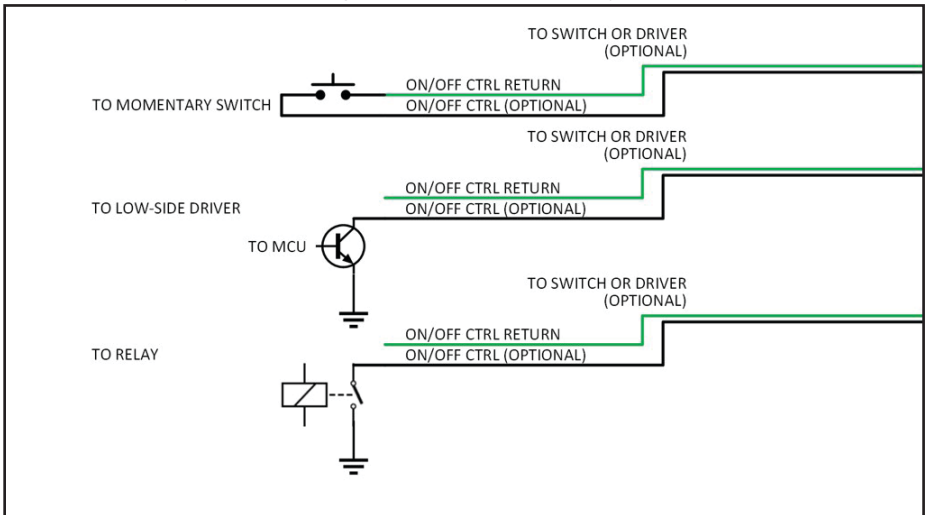 TO SWITCH OR DRIVER
(OPTIONAL)
ON/OFF CTRL RETURN
TO MOMENTARY SWITCH
ON/OFF CTRL (OPTIONAL)
TO SWITCH OR DRIVER
(OPTIONAL)
ON/OFF CTRL RETURN
TO LOW-SIDE DRIVER
ON/OFF CTRL (OPTIONAL)
TO MCU
TO SWITCH OR DRIVER
(OPTIONAL)
ON/OFF CTRL RETURN
TO RELAY
ON/OFF CTRL (OPTIONAL)